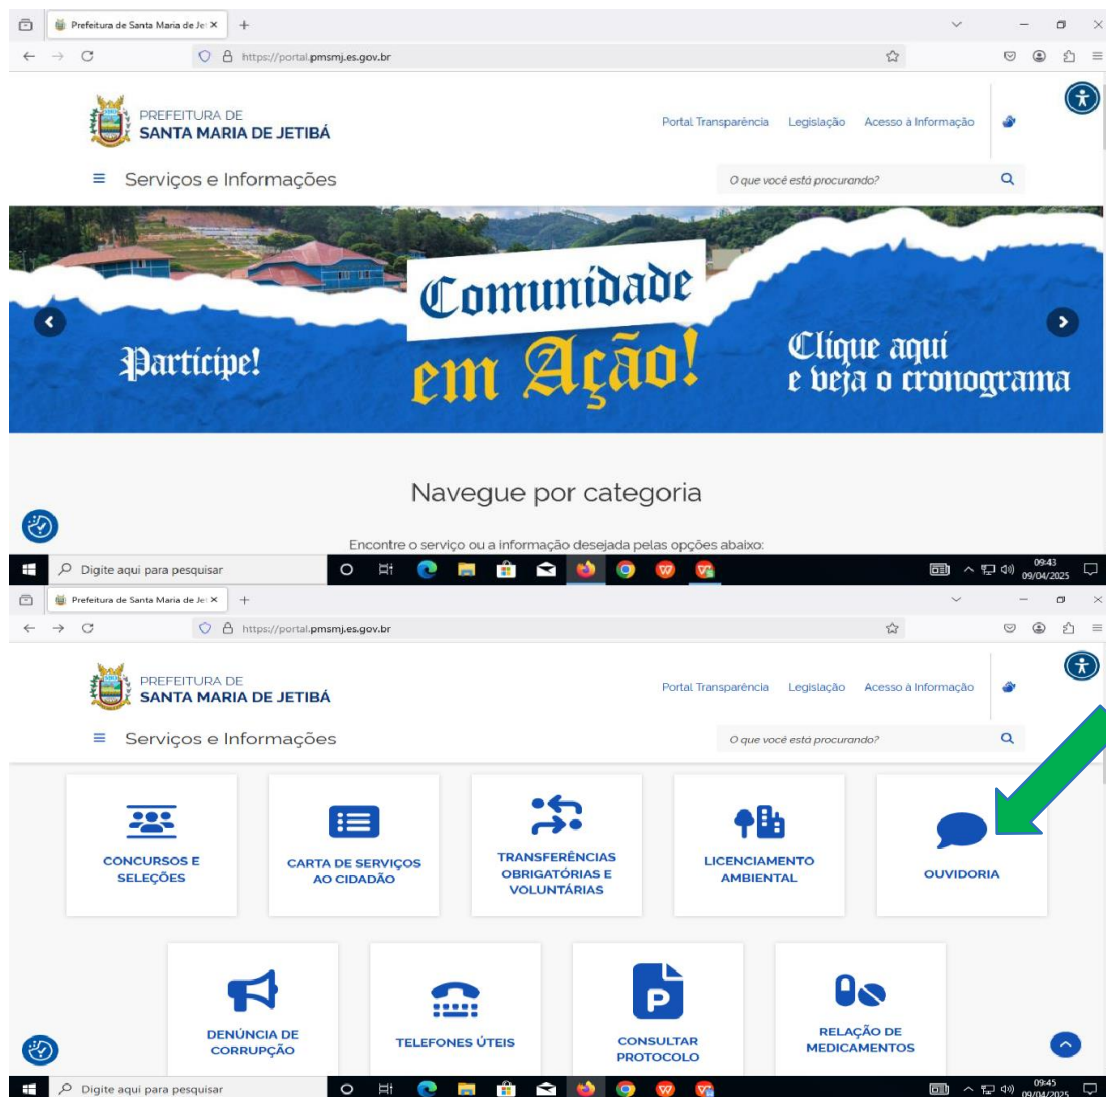 Prefeitura de Santa Maria de Je
https://portal.pmsmj.es.gov.br
PREFEITURA DE
SANTA MARIA DE JETIBÁ
Portal Transparência Legislação Acesso à Informação
Serviços e Informações
O que você está procurando?
Comunidade
em Ação!
Participe!
Clique aqui
e veja o cronograma
Navegue por categoria
Encontre o serviço ou a informação desejada pelas opções abaixo:
Digite aqui para pesquisar
09:43
09/04/2025
Prefeitura de Santa Maria de Je
https://portal.pmsmj.es.gov.br
PREFEITURA DE
SANTA MARIA DE JETIBÁ
Portal Transparência Legislação Acesso à Informação
Serviços e Informações
O que você está procurando?
CONCURSOS E
SELEÇÕES
CARTA DE SERVIÇOS
AO CIDADÃO
TRANSFERÊNCIAS
OBRIGATÓRIAS E
VOLUNTÁRIAS
LICENCIAMENTO
AMBIENTAL
OUVIDORIA
DENÚNCIA DE
CORRUPÇÃO
TELEFONES ÚTEIS
P
CONSULTAR
PROTOCOLO
RELAÇÃO DE
MEDICAMENTOS
Digite aqui para pesquisar
09:45
09/04/2025